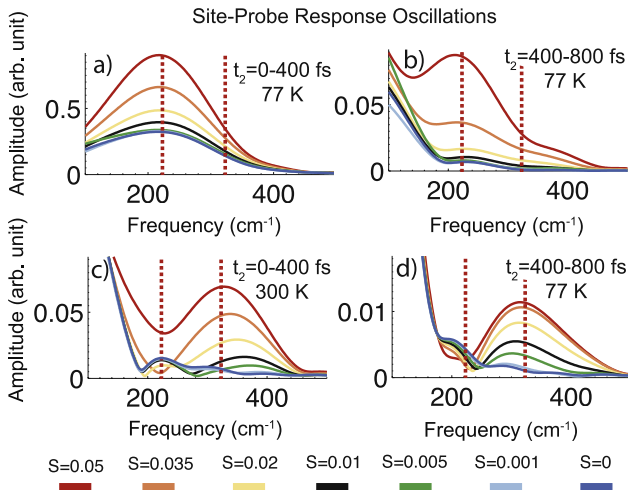 Site-Probe Response Oscillations
Amplitude (arb. unit)
a)
t2=0-400 fs
77 K
0.5
0
200
400
Frequency (cm-1)
b)
t2=400-800 fs
77 K
0.05
0
200
400
Frequency (cm-1)
Amplitude (arb. unit)
c)
t2=0-400 fs
300 K
0.05
0
200
400
Frequency (cm-1)
d)
t2=400-800 fs
77 K
0.01
0
200
400
Frequency (cm-1)
S=0.05 S=0.035 S=0.02 S=0.01 S=0.005 S=0.001 S=0